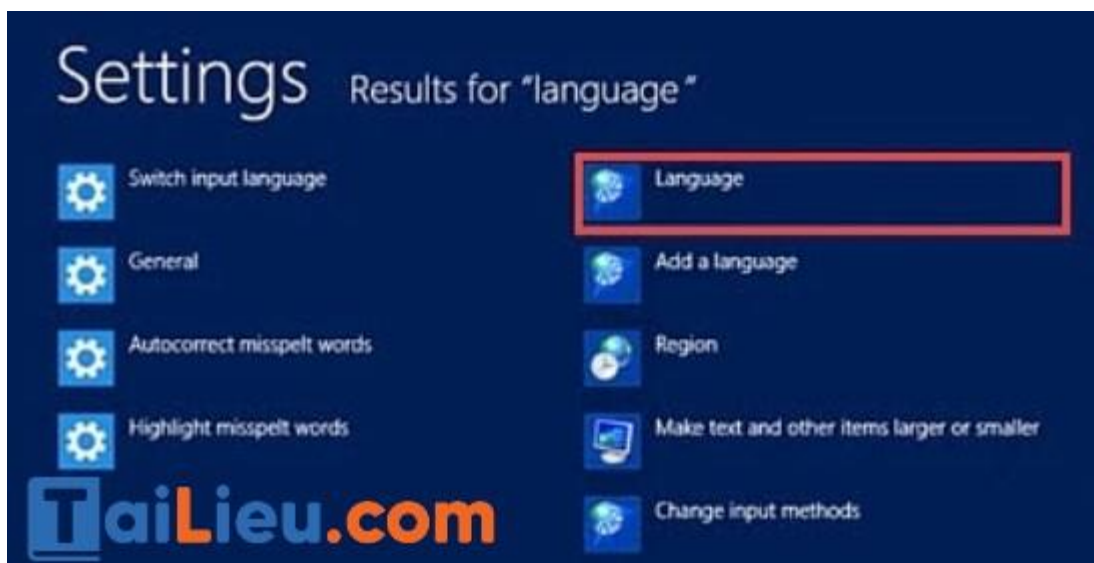 Settings Results for "language"
Switch input language
General
Autocorrect misspelt words
Highlight misspelt words
Language
Add a language
Region
Make text and other items larger or smaller
Change input methods
TaiLieu.com